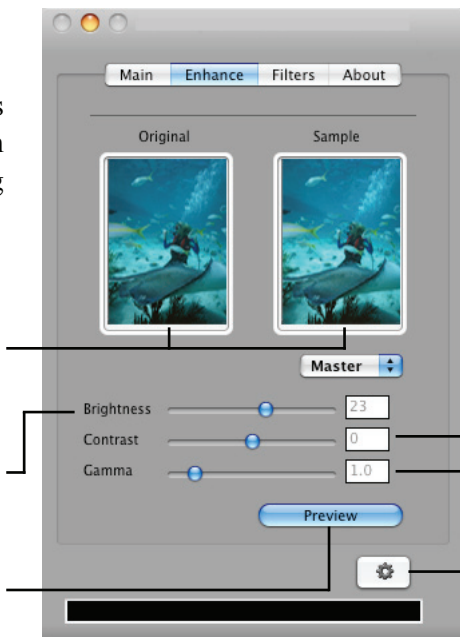 Main Enhance Filters About
s
n
g
Original Sample
Master
Brightness 23
Contrast 0
Gamma 1.0
Preview